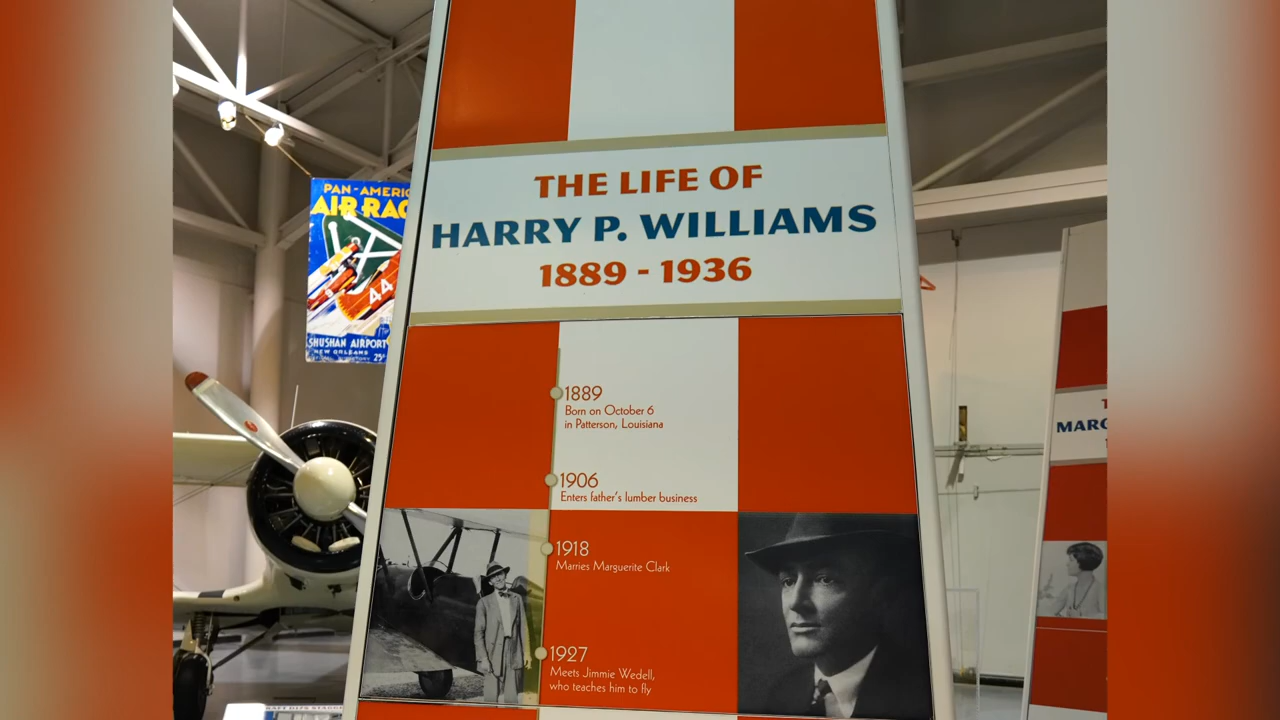 THE LIFE OF
HARRY P. WILLIAMS
1889 - 1936
1889
Born on October 6
in Patterson, Louisiana
1906
Enters father's lumber business
1918
Marries Marguerite Clark
1927
Meets Jimmie Wedell,
who teaches him to fly
PAN-AMERIC
AIR RAC
44
SHUSHAN AIRPORT
NEW ORLEANS
25¢
MARG